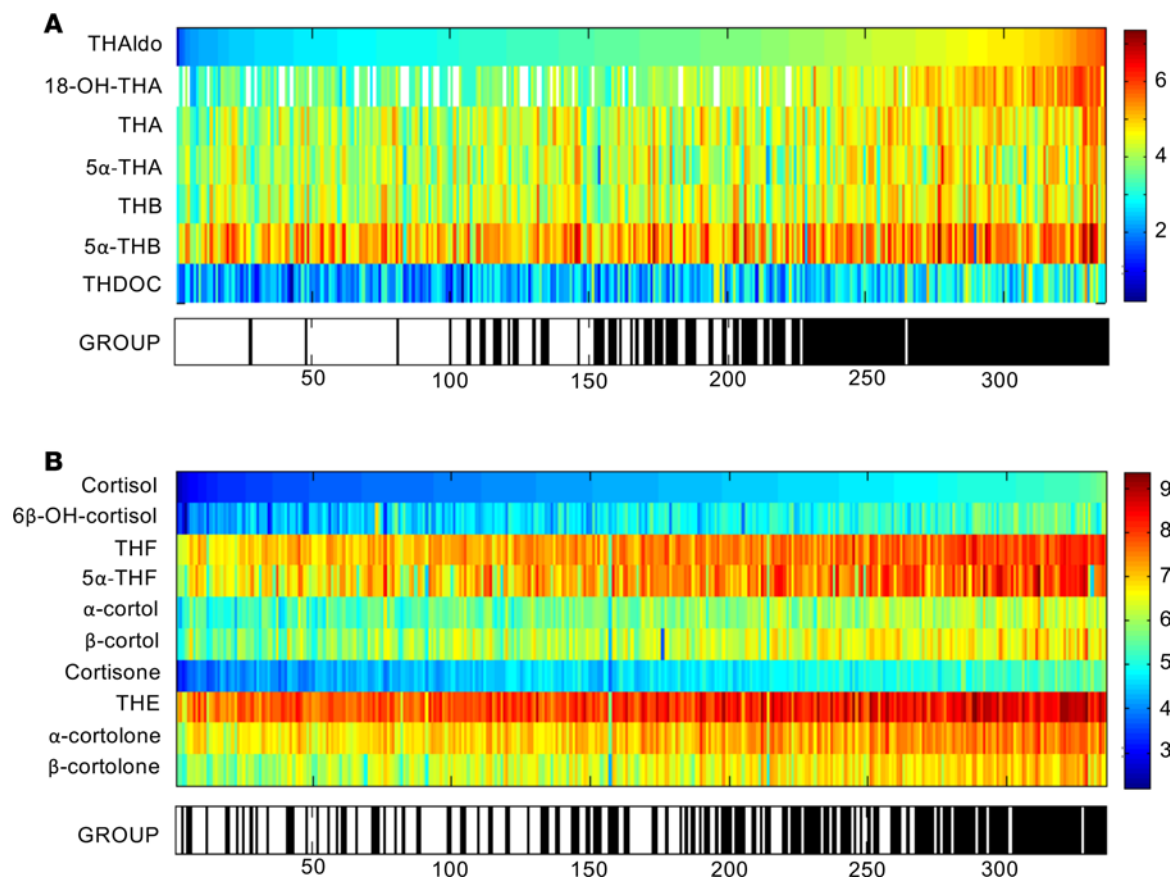 A
THAldo
18-OH-THA
THA
5α-THA
THB
5α-THB
THDOC
6
4
2
GROUP
50 100 150 200 250 300
B
Cortisol
6β-OH-cortisol
THF
5α-THF
α-cortol
β-cortol
Cortisone
THE
α-cortolone
β-cortolone
9
8
7
6
5
4
3
GROUP
50 100 150 200 250 300